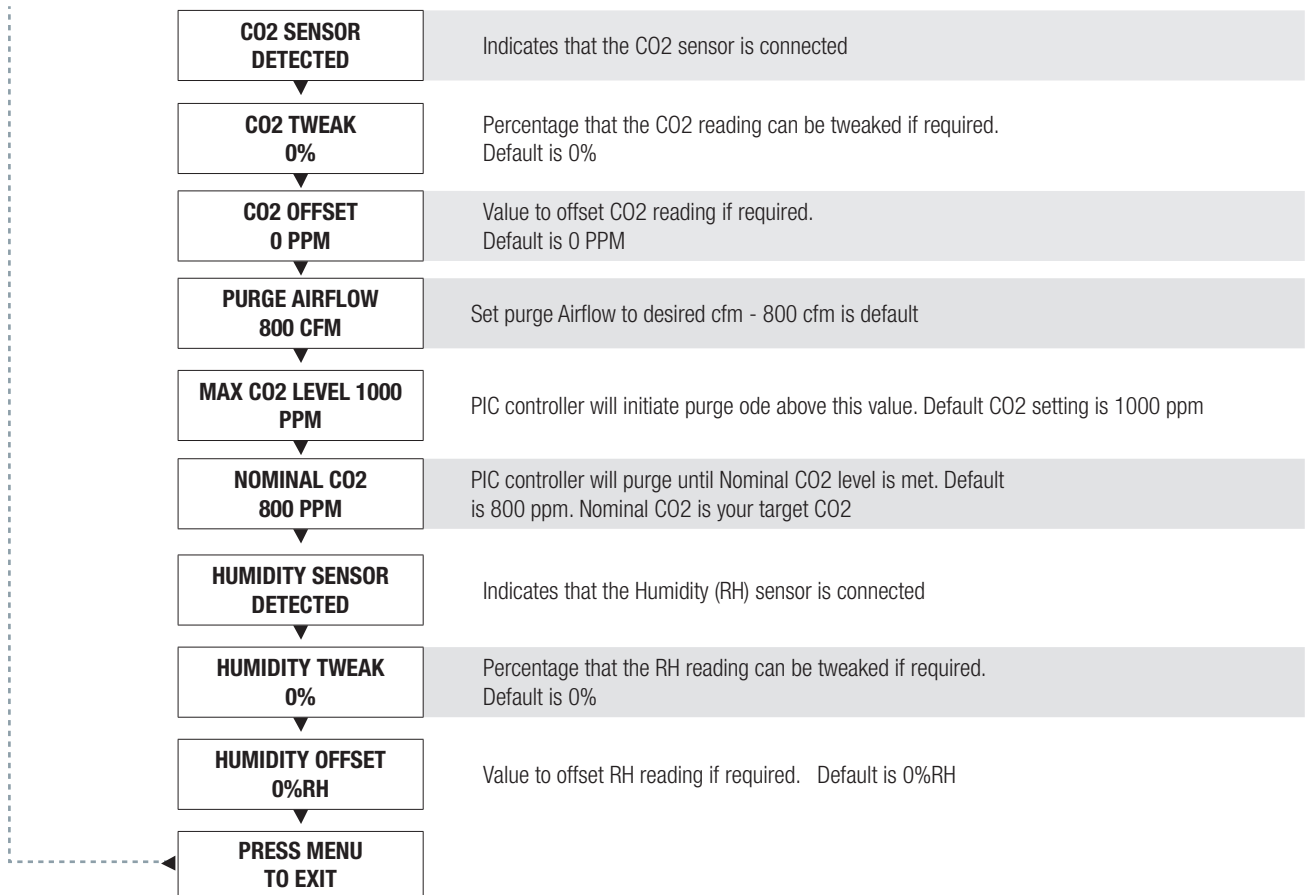 CO2 SENSOR
DETECTED
Indicates that the CO2 sensor is connected
CO2 TWEAK
0%
Percentage that the CO2 reading can be tweaked if required.
Default is 0%
CO2 OFFSET
0 PPM
Value to offset CO2 reading if required.
Default is 0 PPM
PURGE AIRFLOW
800 CFM
Set purge Airflow to desired cfm - 800 cfm is default
MAX CO2 LEVEL 1000
PPM
PIC controller will initiate purge ode above this value. Default CO2 setting is 1000 ppm
NOMINAL CO2
800 PPM
PIC controller will purge until Nominal CO2 level is met. Default
is 800 ppm. Nominal CO2 is your target CO2
HUMIDITY SENSOR
DETECTED
Indicates that the Humidity (RH) sensor is connected
HUMIDITY TWEAK
0%
Percentage that the RH reading can be tweaked if required.
Default is 0%
HUMIDITY OFFSET
0%RH
Value to offset RH reading if required. Default is 0%RH
PRESS MENU
TO EXIT